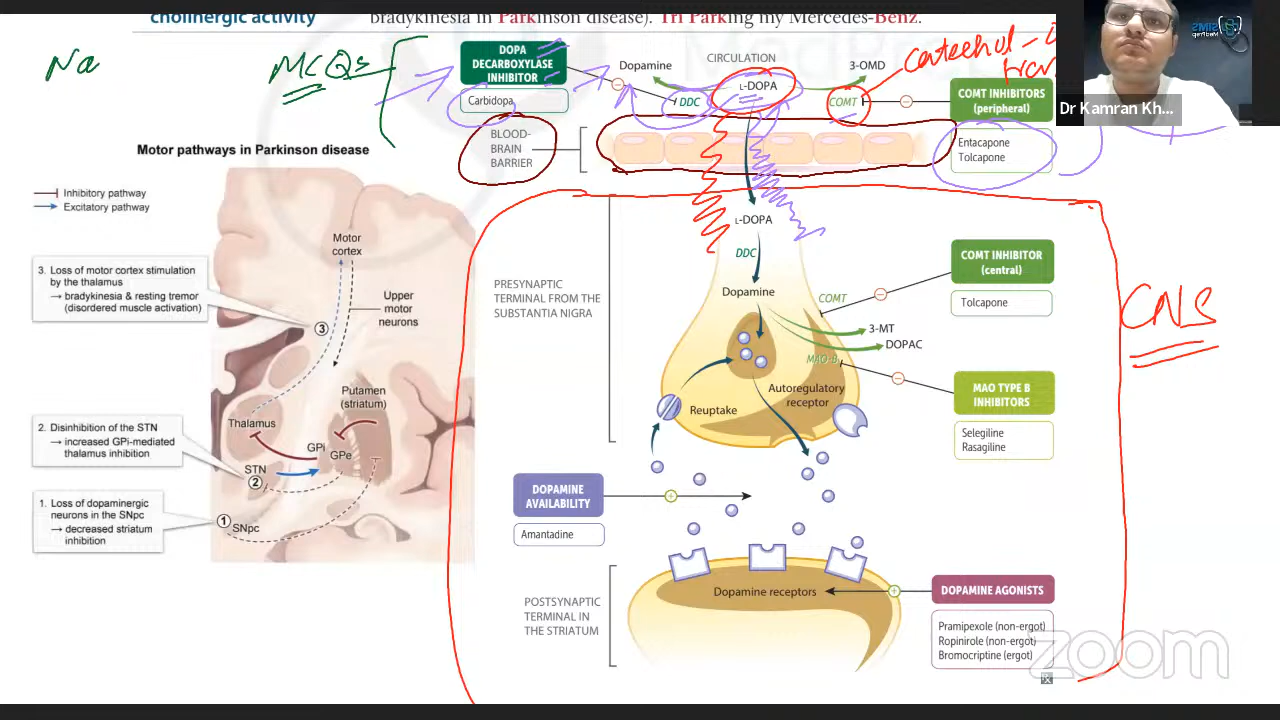 cholinergic activity
bradykinesia in Parkinson disease). Tri Parking my Mercedes-Benz.
Na
MCQs
DOPA
DECARBOXYLASE
INHIBITOR
Carbidopa
Dopamine
CIRCULATION
3-OMD
DDC
L-DOPA
COMT
Catechol-
COMT INHIBITORS
(peripheral)
Entacapone
Tolcapone
Dr Kamran Kh...
BLOOD-
BRAIN
BARRIER
Motor pathways in Parkinson disease
Inhibitory pathway
Excitatory pathway
Motor
cortex
3. Loss of motor cortex stimulation
by the thalamus
→ bradykinesia & resting tremor
(disordered muscle activation)
Upper
motor
neurons
3
Putamen
(striatum)
Thalamus
2. Disinhibition of the STN
→ increased GPi-mediated
thalamus inhibition
GPi
GPe
STN
2
1. Loss of dopaminergic
neurons in the SNpc
→ decreased striatum
inhibition
1
SNpc
L-DOPA
DDC
PRESYNAPTIC
TERMINAL FROM THE
SUBSTANTIA NIGRA
Dopamine
COMT
COMT INHIBITOR
(central)
Tolcapone
3-MT
DOPAC
MAO-B
CNS
Autoregulatory
receptor
Reuptake
MAO TYPE B
INHIBITORS
Selegiline
Rasagiline
DOPAMINE
AVAILABILITY
Amantadine
Dopamine receptors
POSTSYNAPTIC
TERMINAL IN
THE STRIATUM
DOPAMINE AGONISTS
Pramipexole (non-ergot)
Ropinirole (non-ergot)
Bromocriptine (ergot)
zoom